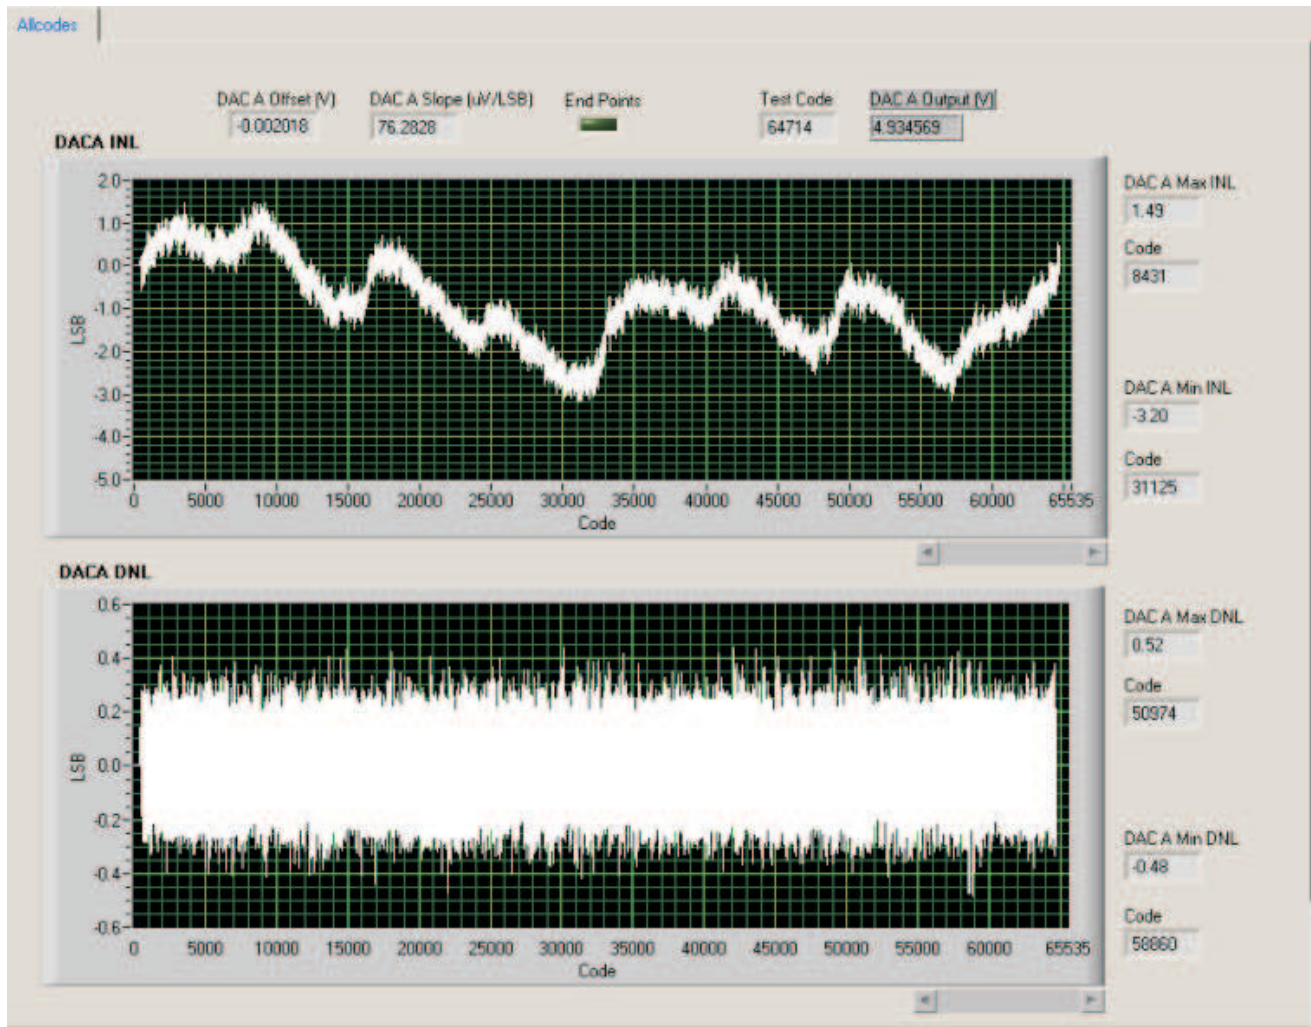 Allcodes
DAC A Offset (V) DAC A Slope (uV/LSB) End Points Test Code DAC A Output (V)
-0.002018 76.2828 64714 4.934569
DACA INL
DAC A Max INL
1.49
Code
8431
DAC A Min INL
-3.20
Code
31125
LSB
2.0
1.0
0.0
-1.0
-2.0
-3.0
-4.0
-5.0
0 5000 10000 15000 20000 25000 30000 35000 40000 45000 50000 55000 60000 65535
Code
DACA DNL
DAC A Max DNL
0.52
Code
50974
DAC A Min DNL
-0.48
Code
58860
LSB
0.6
0.4
0.2
0.0
-0.2
-0.4
-0.6
0 5000 10000 15000 20000 25000 30000 35000 40000 45000 50000 55000 60000 65535
Code